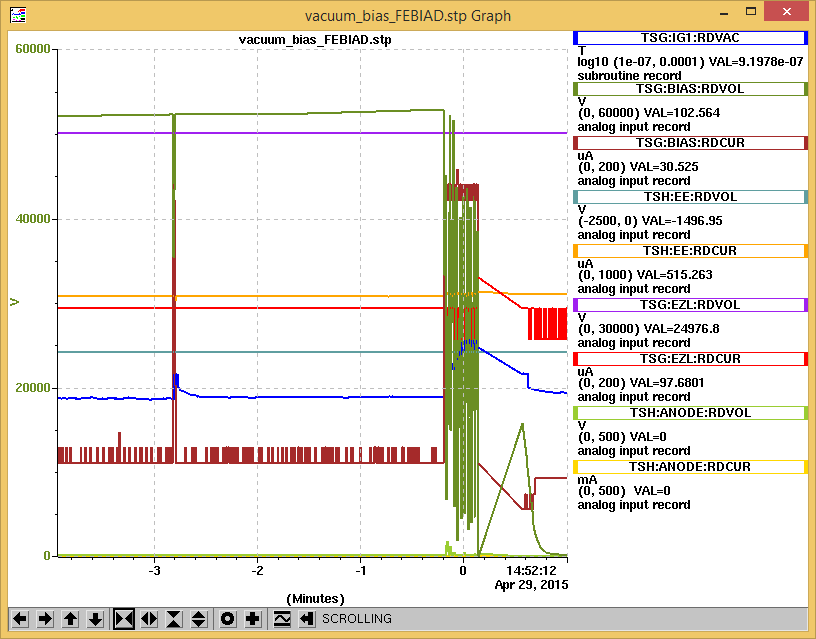 vacuum_bias_FEBIAD.stp Graph
vacuum_bias_FEBIAD.stp
60000
40000
V
20000
0
-3
-2
-1
0
14:52:12
Apr 29, 2015
(Minutes)
TSG:IG1:RDVAC
T
log10 (1e-07, 0.0001) VAL=9.1978e-07
subroutine record
TSG:BIAS:RDVOL
V
(0, 60000) VAL=102.564
analog input record
TSG:BIAS:RDCUR
uA
(0, 200) VAL=30.525
analog input record
TSH:EE:RDVOL
V
(-2500, 0) VAL=-1496.95
analog input record
TSH:EE:RDCUR
uA
(0, 1000) VAL=515.263
analog input record
TSG:EZL:RDVOL
V
(0, 30000) VAL=24976.8
analog input record
TSG:EZL:RDCUR
uA
(0, 200) VAL=97.6801
analog input record
TSH:ANODE:RDVOL
V
(0, 500) VAL=0
analog input record
TSH:ANODE:RDCUR
mA
(0, 500) VAL=0
analog input record
SCROLLING